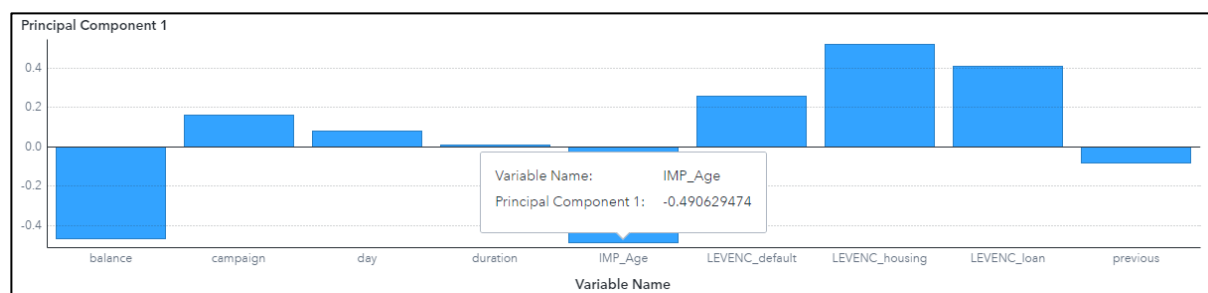 Principal Component 1
0.4
0.2
0.0
-0.2
-0.4
Variable Name: IMP_Age
Principal Component 1: -0.490629474
balance campaign day duration IMP_Age LEVENC_default LEVENC_housing LEVENC_loan previous
Variable Name